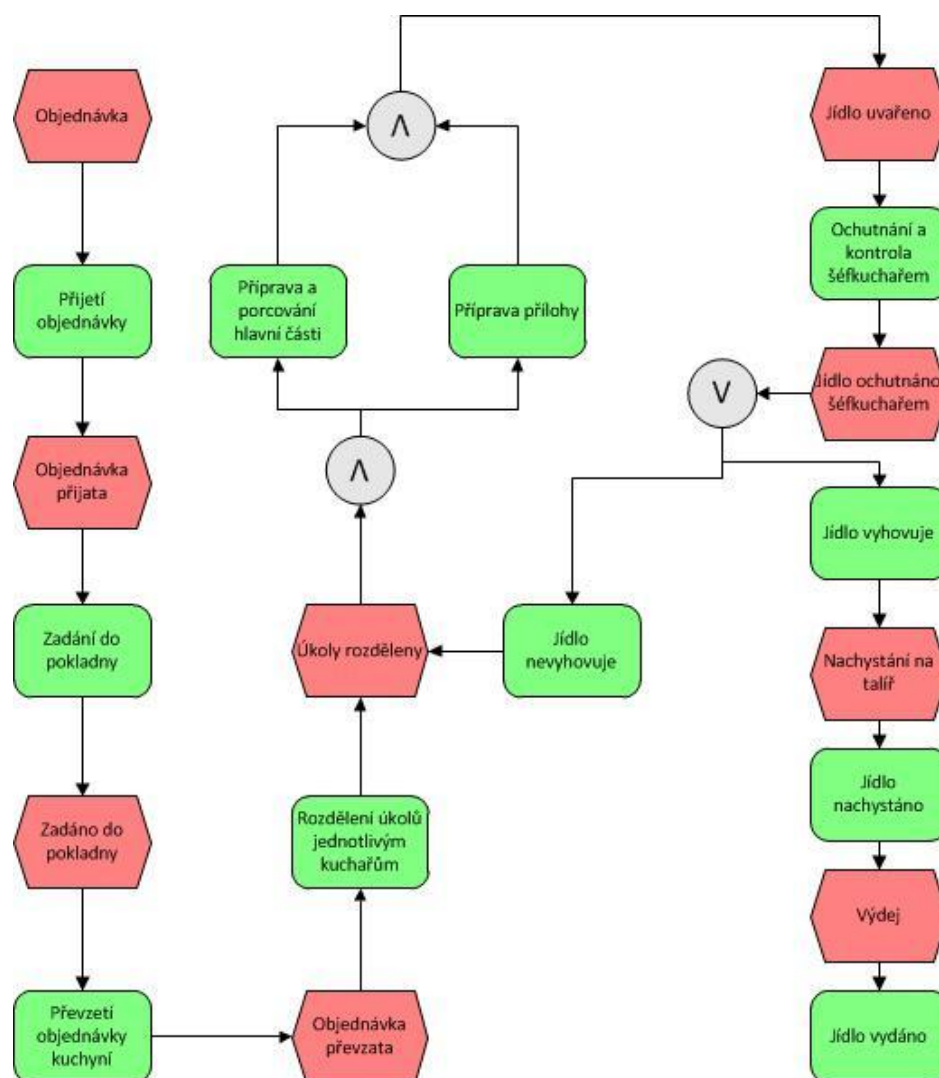 Objednávka
Přijetí
objednávky
Objednávka
přijata
Zadání do
pokladny
Zadáno do
pokladny
Převzetí
objednávky
kuchyní
Objednávka
převzata
Rozdělení úkolů
jednotlivým
kuchařům
Úkoly rozděleny
Λ
Příprava a
porcování
hlavní části
Příprava přílohy
Λ
Jídlo uvařeno
Ochutnání a
kontrola
šéfkuchařem
Jídlo ochutnáno
šéfkuchařem
V
Jídlo
nevyhovuje
Jídlo vyhovuje
Nachystání na
talíř
Jídlo
nachystáno
Výdej
Jídlo vydáno